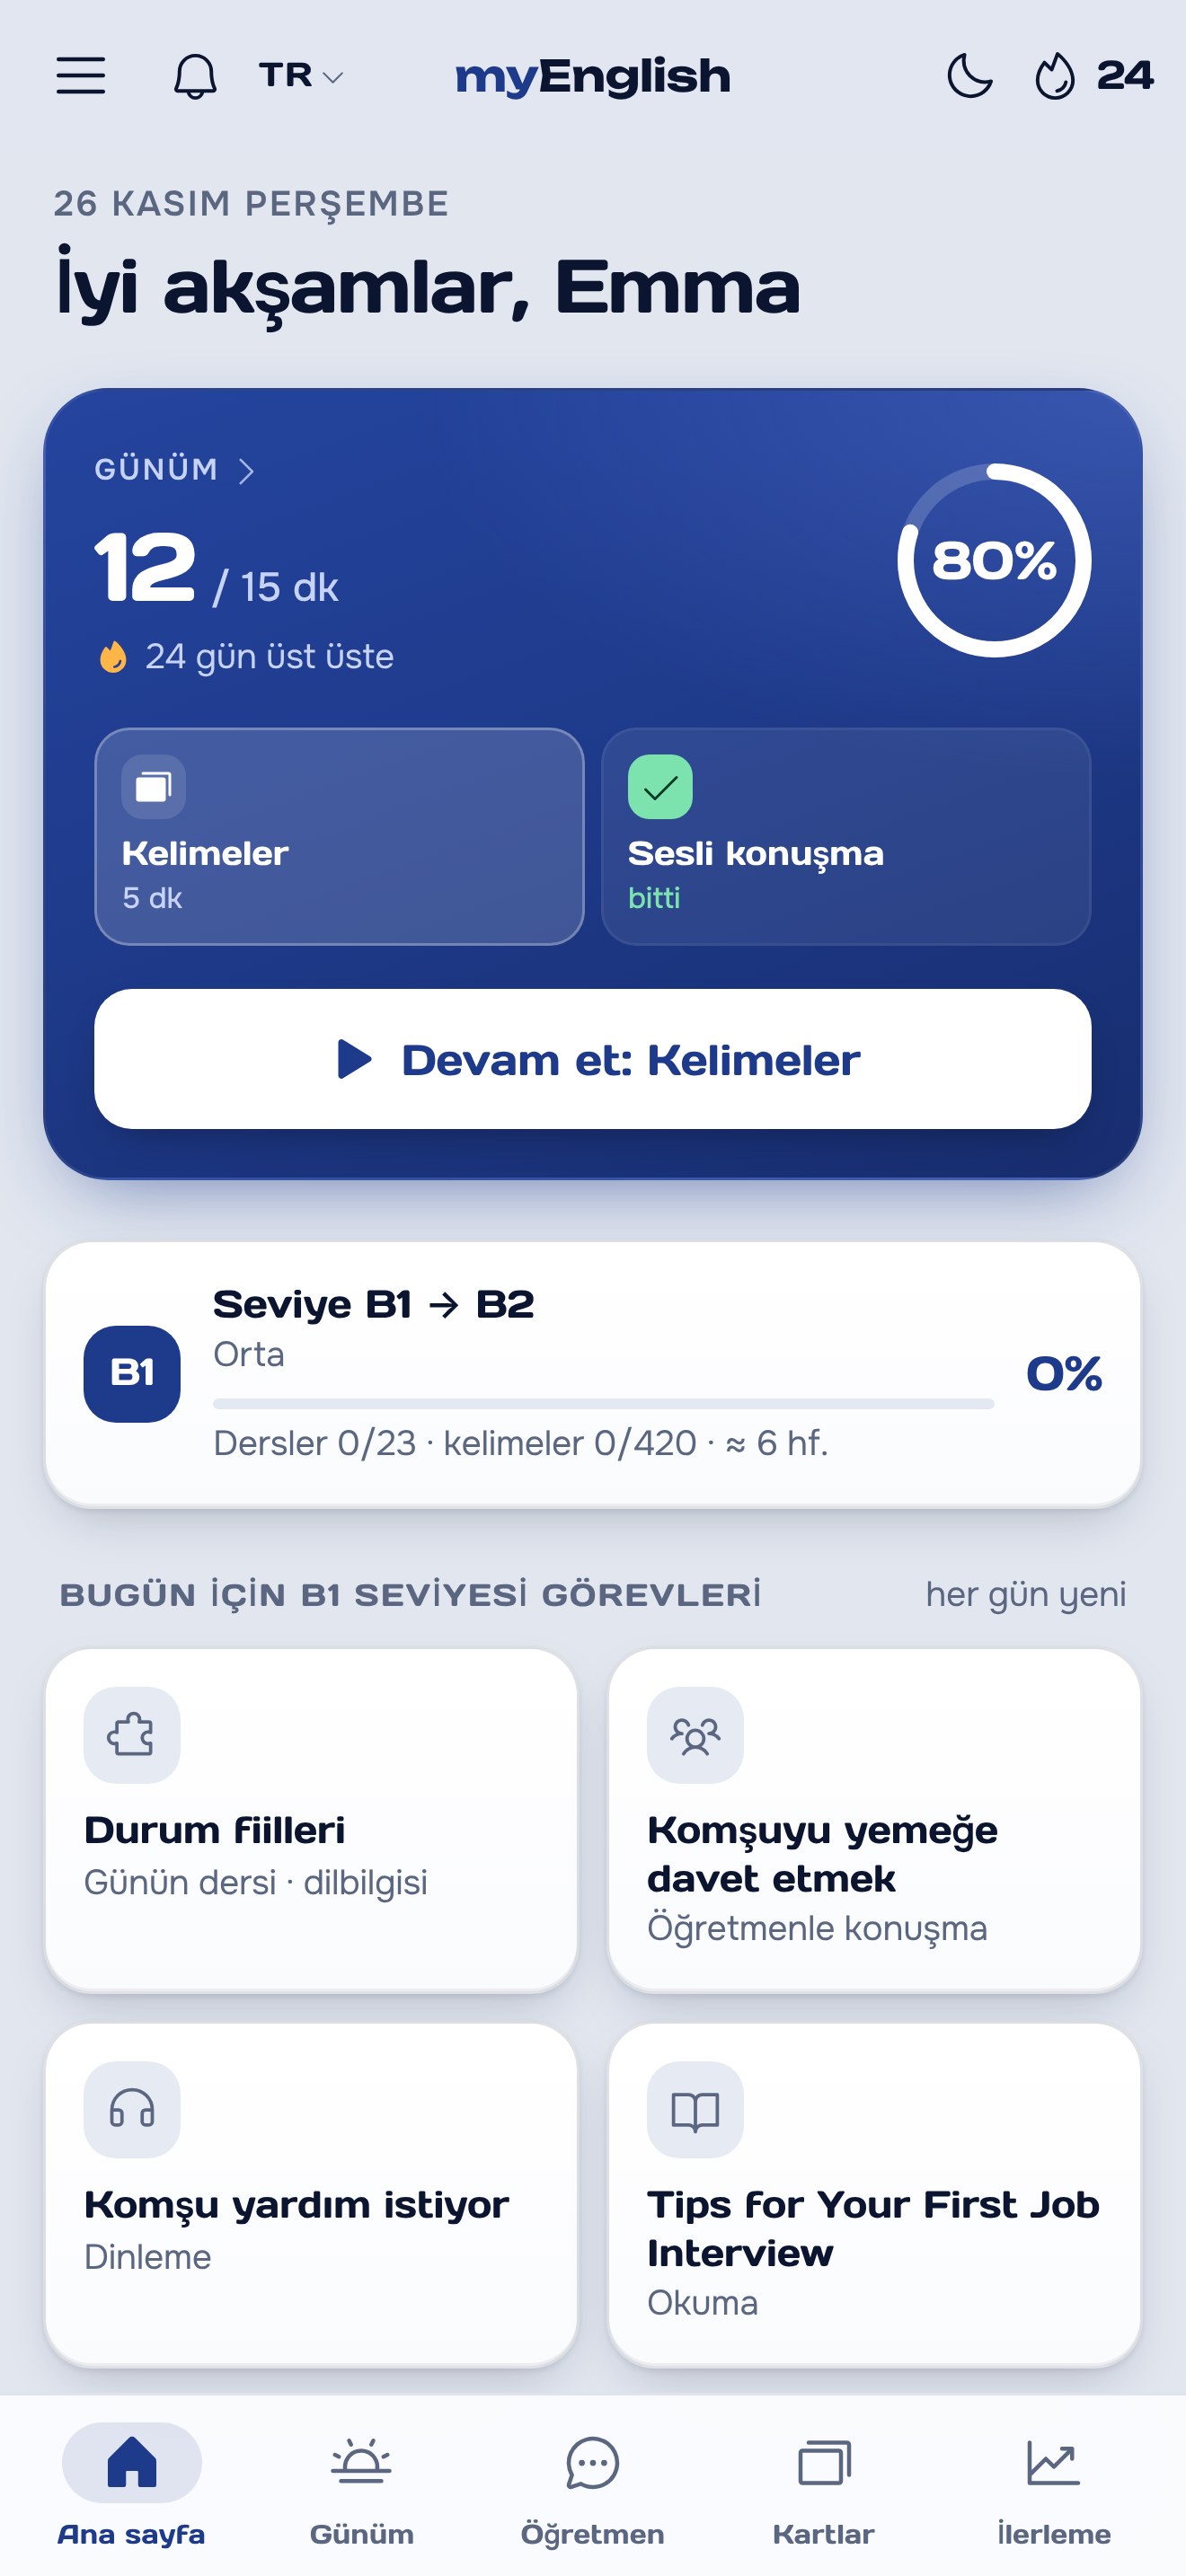 TR
myEnglish
24
26 KASIM PERŞEMBE
İyi akşamlar, Emma
GÜNÜM
12 / 15 dk
80%
24 gün üst üste
Kelimeler
5 dk
Sesli konuşma
bitti
Devam et: Kelimeler
B1
Seviye B1 → B2
Orta
0%
Dersler 0/23 · kelimeler 0/420 · ≈ 6 hf.
BUGÜN İÇİN B1 SEVİYESİ GÖREVLERİ
her gün yeni
Durum fiilleri
Günün dersi · dilbilgisi
Komşuyu yemeğe
davet etmek
Öğretmenle konuşma
Komşu yardım istiyor
Dinleme
Tips for Your First Job
Interview
Okuma
Ana sayfa
Günüm
Öğretmen
Kartlar
İlerleme